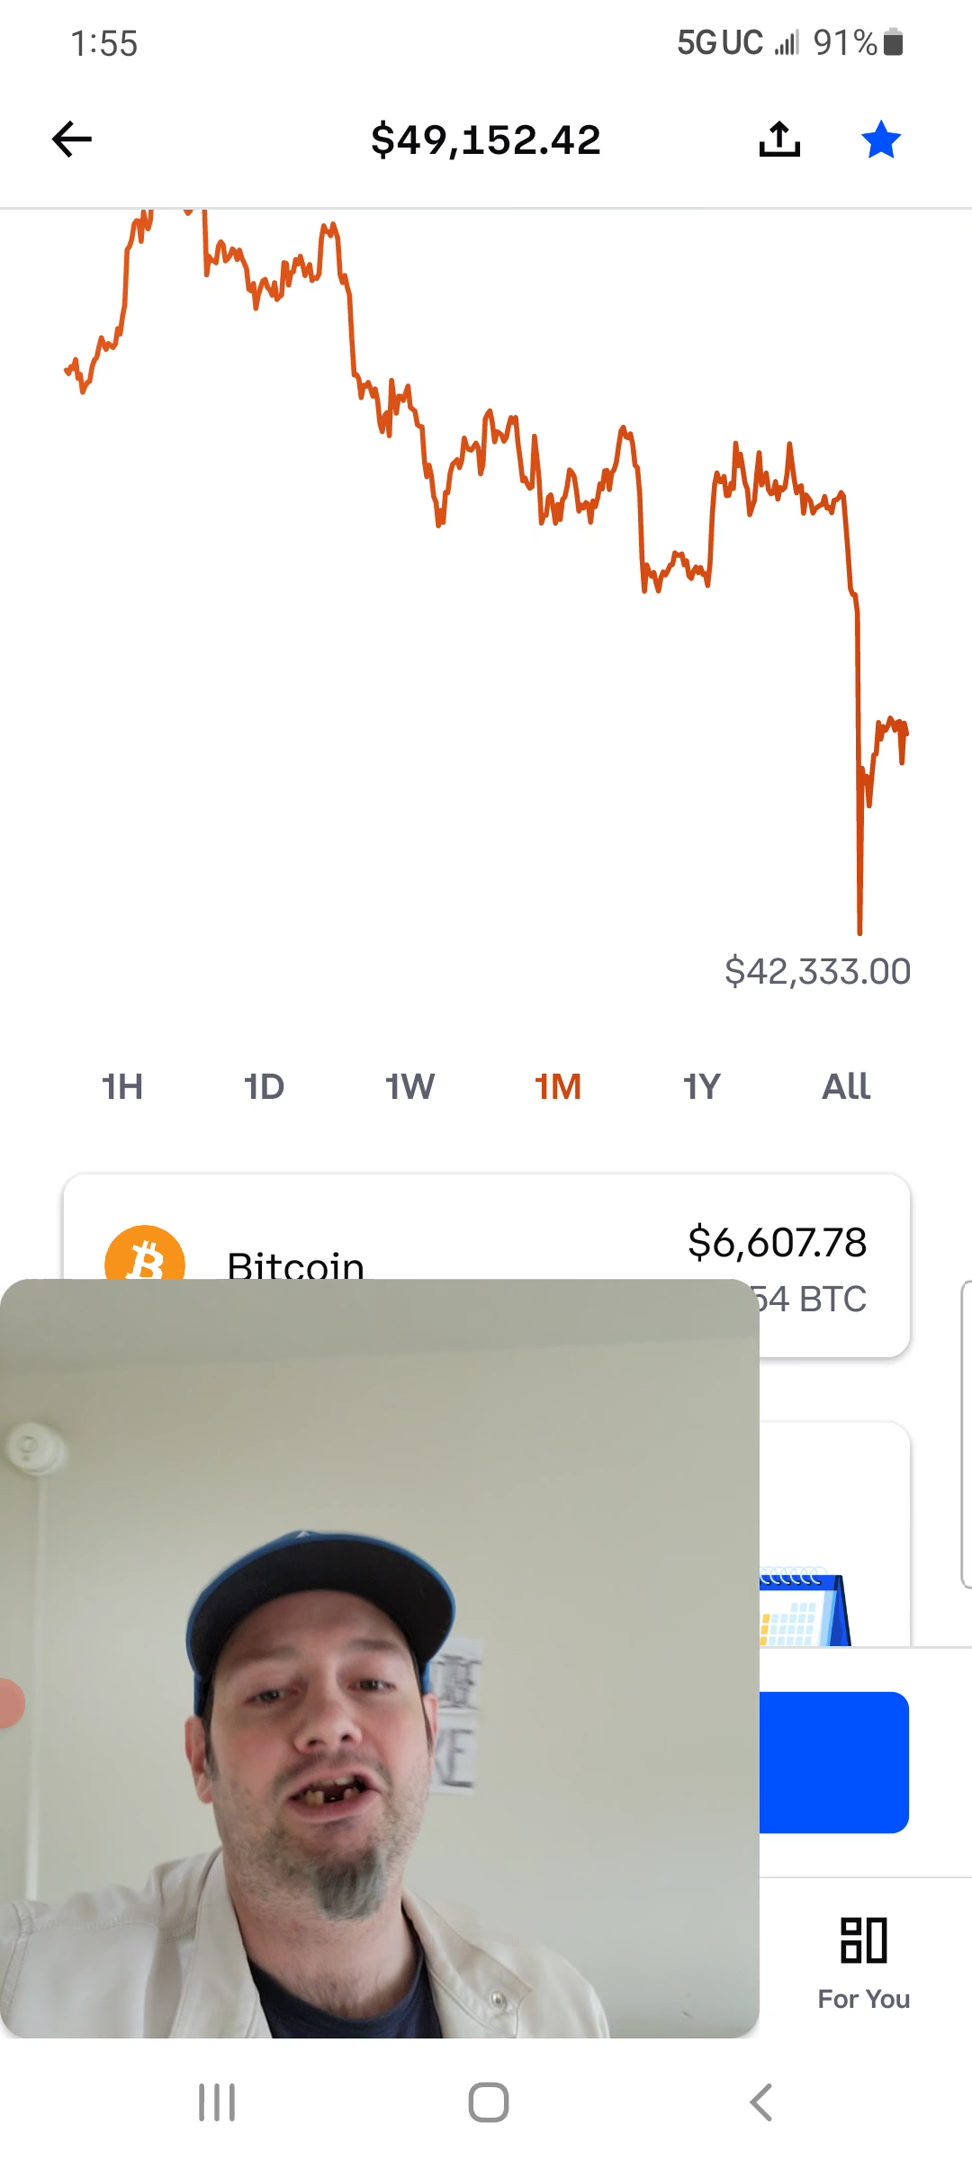 1:55 5G UC 91%
$49,152.42
$42,333.00
1H 1D 1W 1M 1Y All
Bitcoin $6,607.78
54 BTC
KE
For You